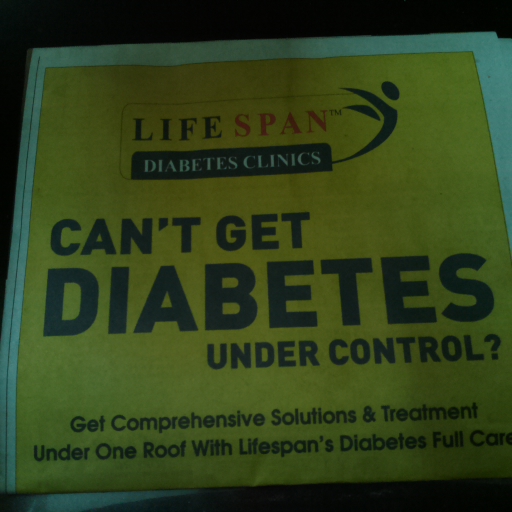 LIFE SPAN™
DIABETES CLINICS
CAN'T GET
DIABETES
UNDER CONTROL?
Get Comprehensive Solutions & Treatment
Under One Roof With Lifespan's Diabetes Full Care